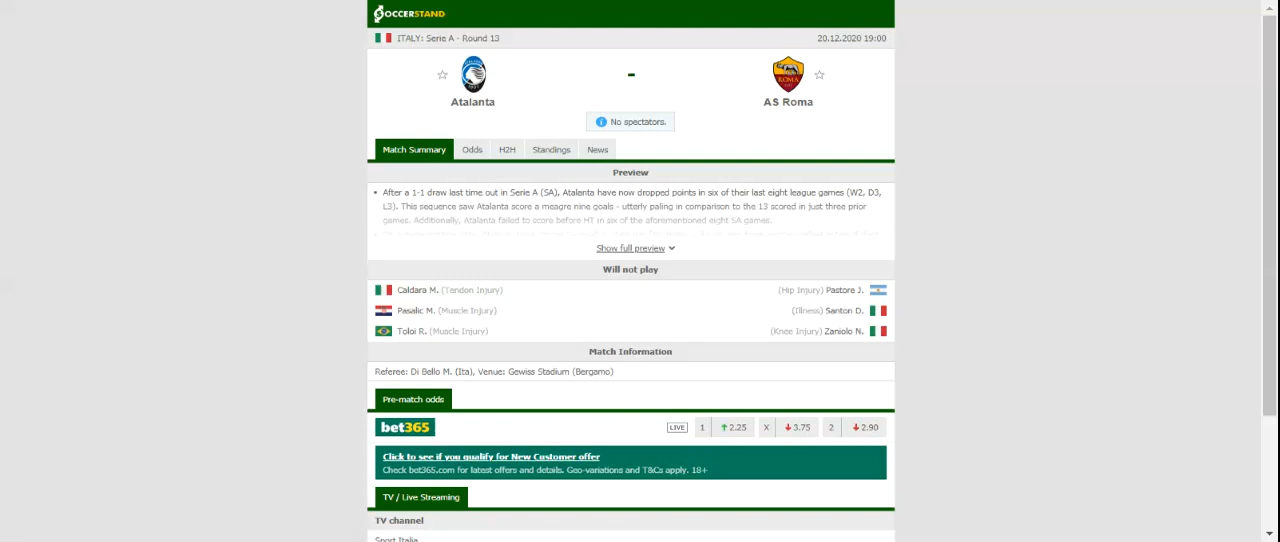 SOCCERSTAND
ITALY: Serie A - Round 13
20.12.2020 19:00
-
Atalanta
AS Roma
No spectators.
Match Summary
Odds
H2H
Standings
News
Preview
After a 1-1 draw last time out in Serie A (SA), Atalanta have now dropped points in six of their last eight league games (W2, D3,
L3). This sequence saw Atalanta score a meagre nine goals - utterly paling in comparison to the 13 scored in just three prior
games. Additionally, Atalanta failed to score before HT in six of the aforementioned eight SA games.
Show full preview
Will not play
Caldara M. (Tendon Injury)
(Hip Injury) Pastore J.
Pasalic M. (Muscle Injury)
(Illness) Santon D.
Toloi R. (Muscle Injury)
(Knee Injury) Zaniolo N.
Match Information
Referee: Di Bello M. (Ita), Venue: Gewiss Stadium (Bergamo)
Pre-match odds
bet365
LIVE
1 2.25
X 3.75
2 2.90
Click to see if you qualify for New Customer offer
Check bet365.com for latest offers and details. Geo-variations and T&Cs apply. 18+
TV / Live Streaming
TV channel
Sport Italia